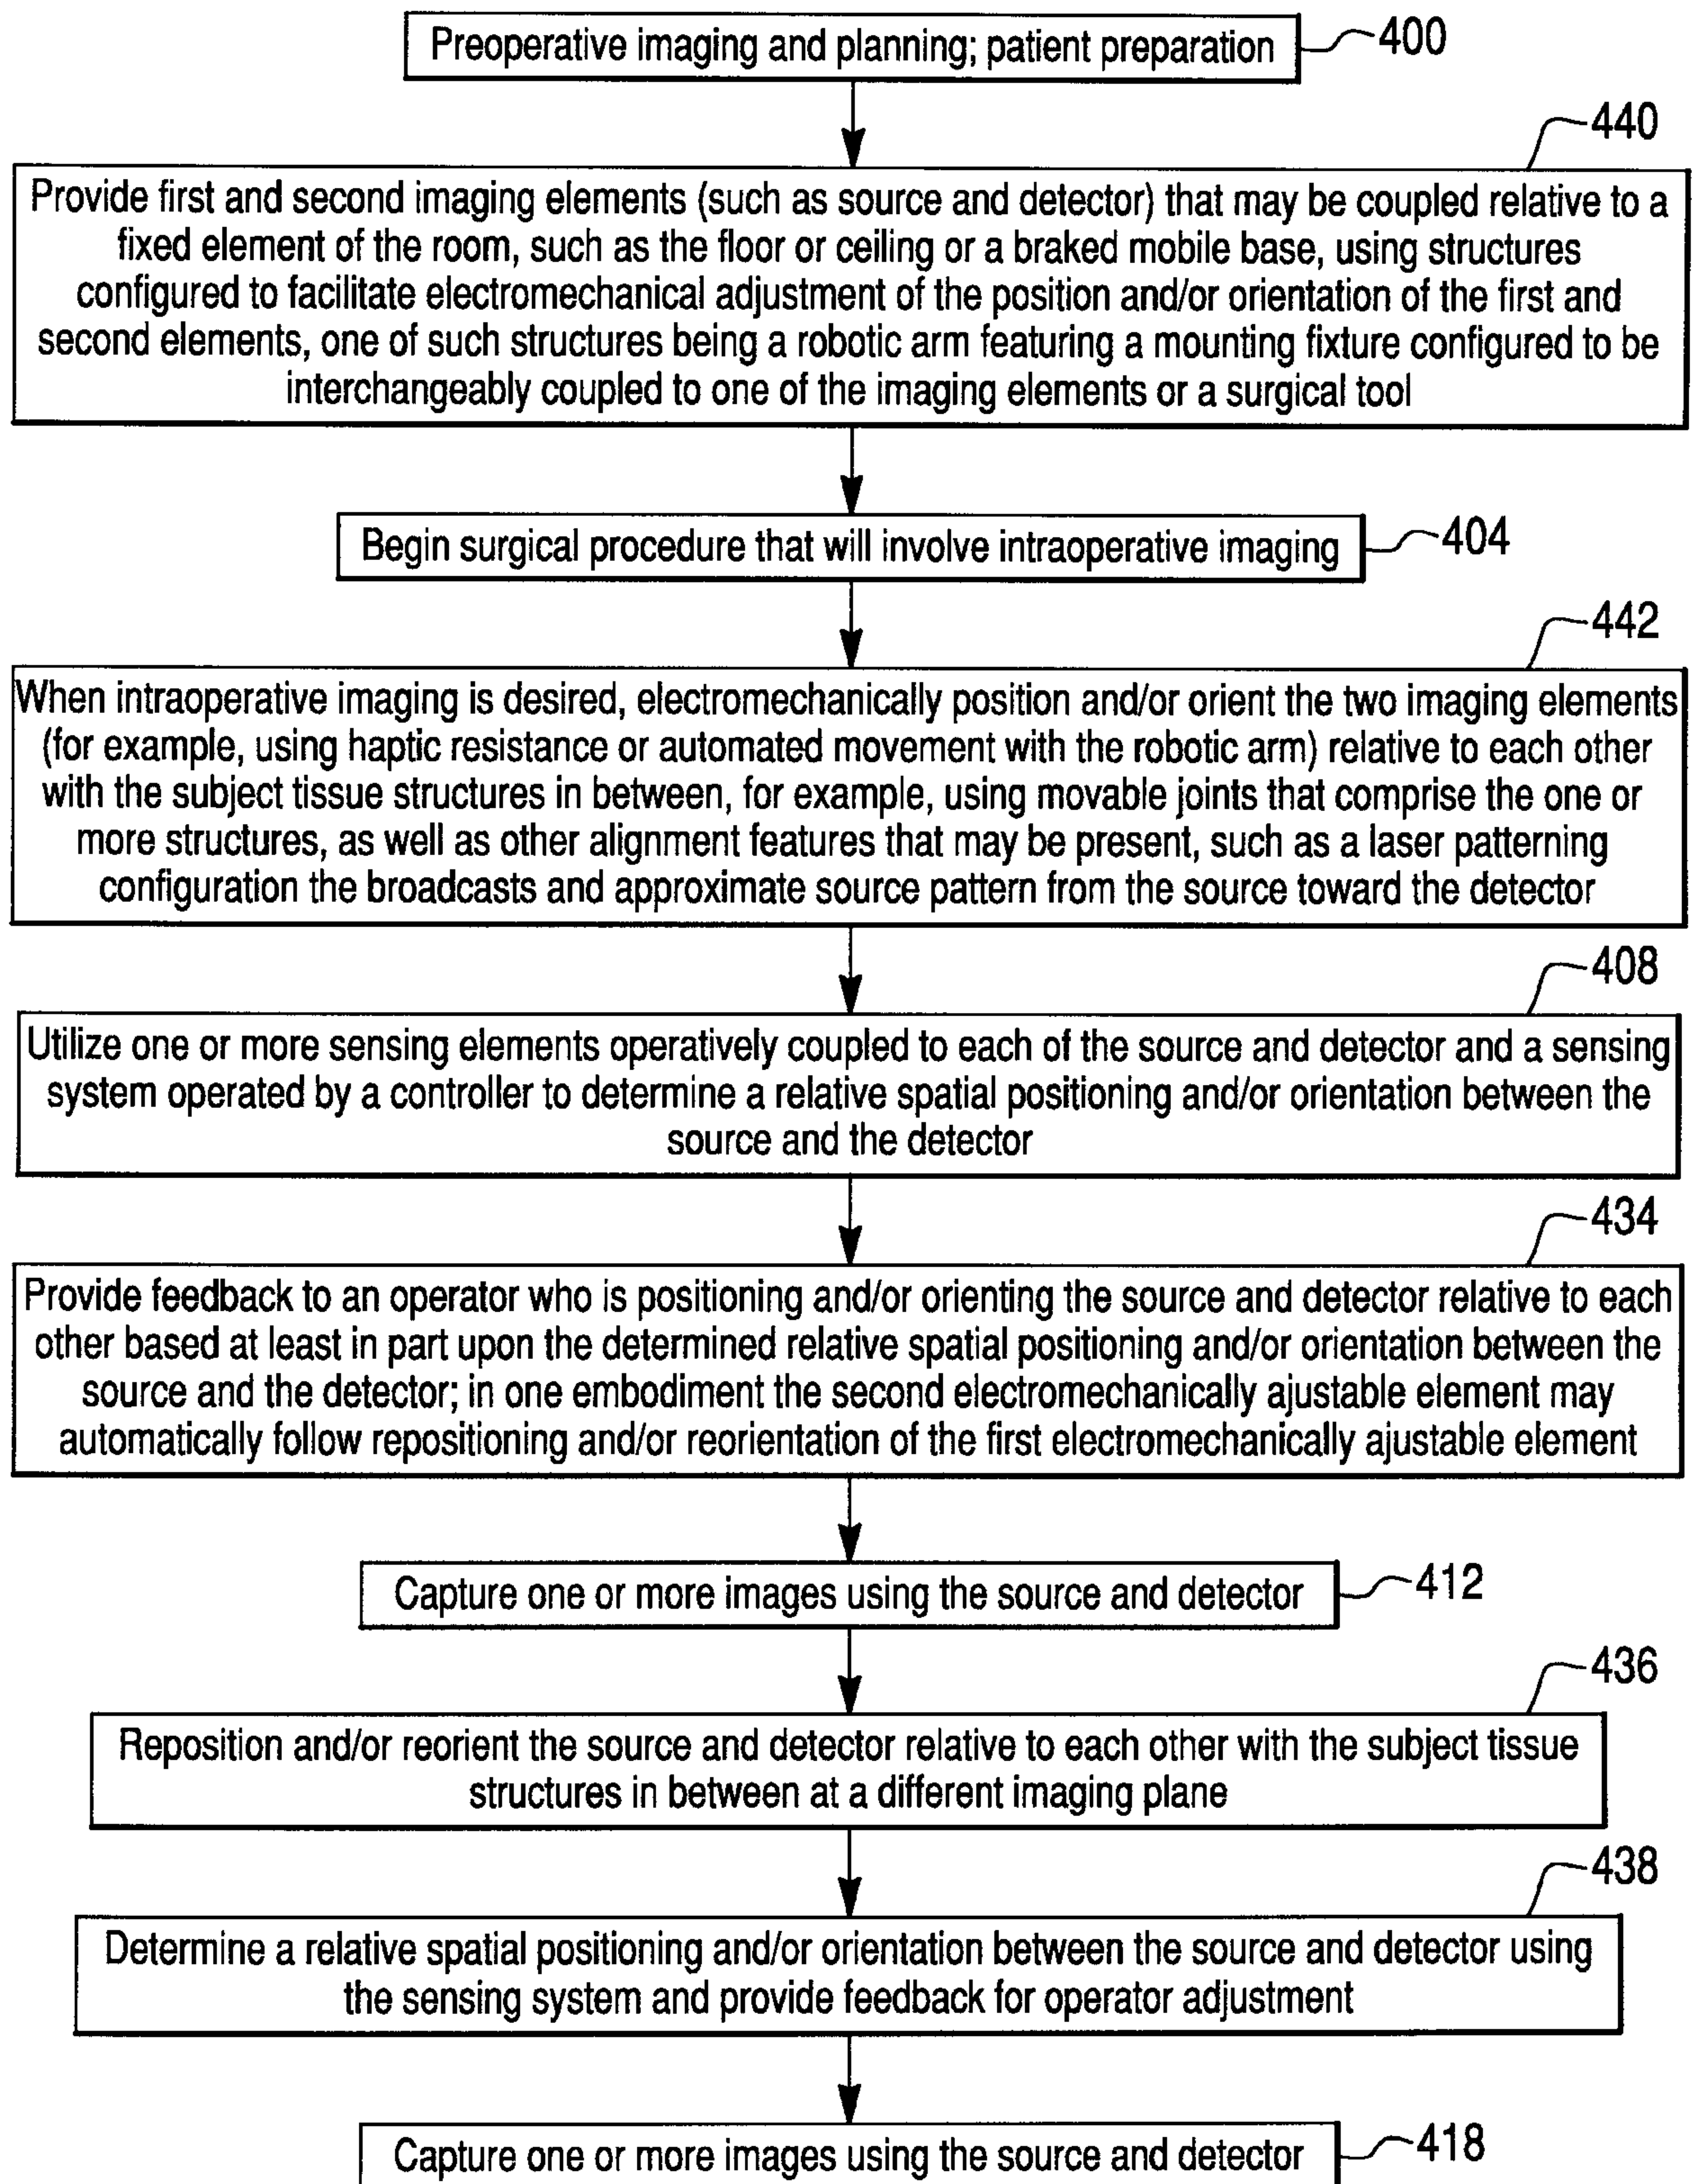 Preoperative imaging and planning; patient preparation
400
440
Provide first and second imaging elements (such as source and detector) that may be coupled relative to a
fixed element of the room, such as the floor or ceiling or a braked mobile base, using structures
configured to facilitate electromechanical adjustment of the position and/or orientation of the first and
second elements, one of such structures being a robotic arm featuring a mounting fixture configured to be
interchangeably coupled to one of the imaging elements or a surgical tool
Begin surgical procedure that will involve intraoperative imaging
404
442
When intraoperative imaging is desired, electromechanically position and/or orient the two imaging elements
(for example, using haptic resistance or automated movement with the robotic arm) relative to each other
with the subject tissue structures in between, for example, using movable joints that comprise the one or
more structures, as well as other alignment features that may be present, such as a laser patterning
configuration the broadcasts and approximate source pattern from the source toward the detector
408
Utilize one or more sensing elements operatively coupled to each of the source and detector and a sensing
system operated by a controller to determine a relative spatial positioning and/or orientation between the
source and the detector
434
Provide feedback to an operator who is positioning and/or orienting the source and detector relative to each
other based at least in part upon the determined relative spatial positioning and/or orientation between the
source and the detector; in one embodiment the second electromechanically ajustable element may
automatically follow repositioning and/or reorientation of the first electromechanically ajustable element
Capture one or more images using the source and detector
412
436
Reposition and/or reorient the source and detector relative to each other with the subject tissue
structures in between at a different imaging plane
438
Determine a relative spatial positioning and/or orientation between the source and detector using
the sensing system and provide feedback for operator adjustment
Capture one or more images using the source and detector
418